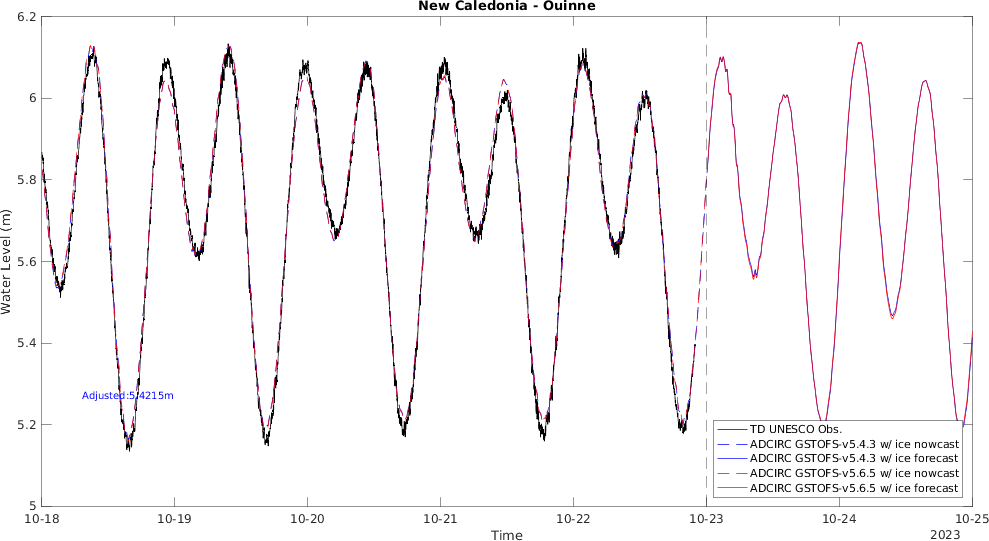 New Caledonia - Ouinne
6.2
6
5.8
5.6
5.4
5.2
5
Water Level (m)
Adjusted:5.4215m
TD UNESCO Obs.
ADCIRC GSTOFS-v5.4.3 w/ ice nowcast
ADCIRC GSTOFS-v5.4.3 w/ ice forecast
ADCIRC GSTOFS-v5.6.5 w/ ice nowcast
ADCIRC GSTOFS-v5.6.5 w/ ice forecast
10-18 10-19 10-20 10-21 10-22 10-23 10-24 10-25
Time
2023